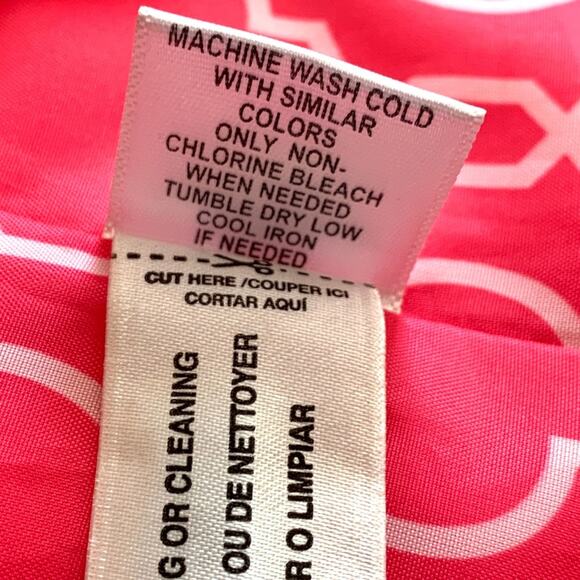 MACHINE WASH COLD
WITH SIMILAR
COLORS
ONLY NON-
CHLORINE BLEACH
WHEN NEEDED
TUMBLE DRY LOW
COOL IRON
IF NEEDED
CUT HERE /COUPER ICI
CORTAR AQUÍ
G OR CLEANING
OU DE NETTOYER
R O LIMPIAR